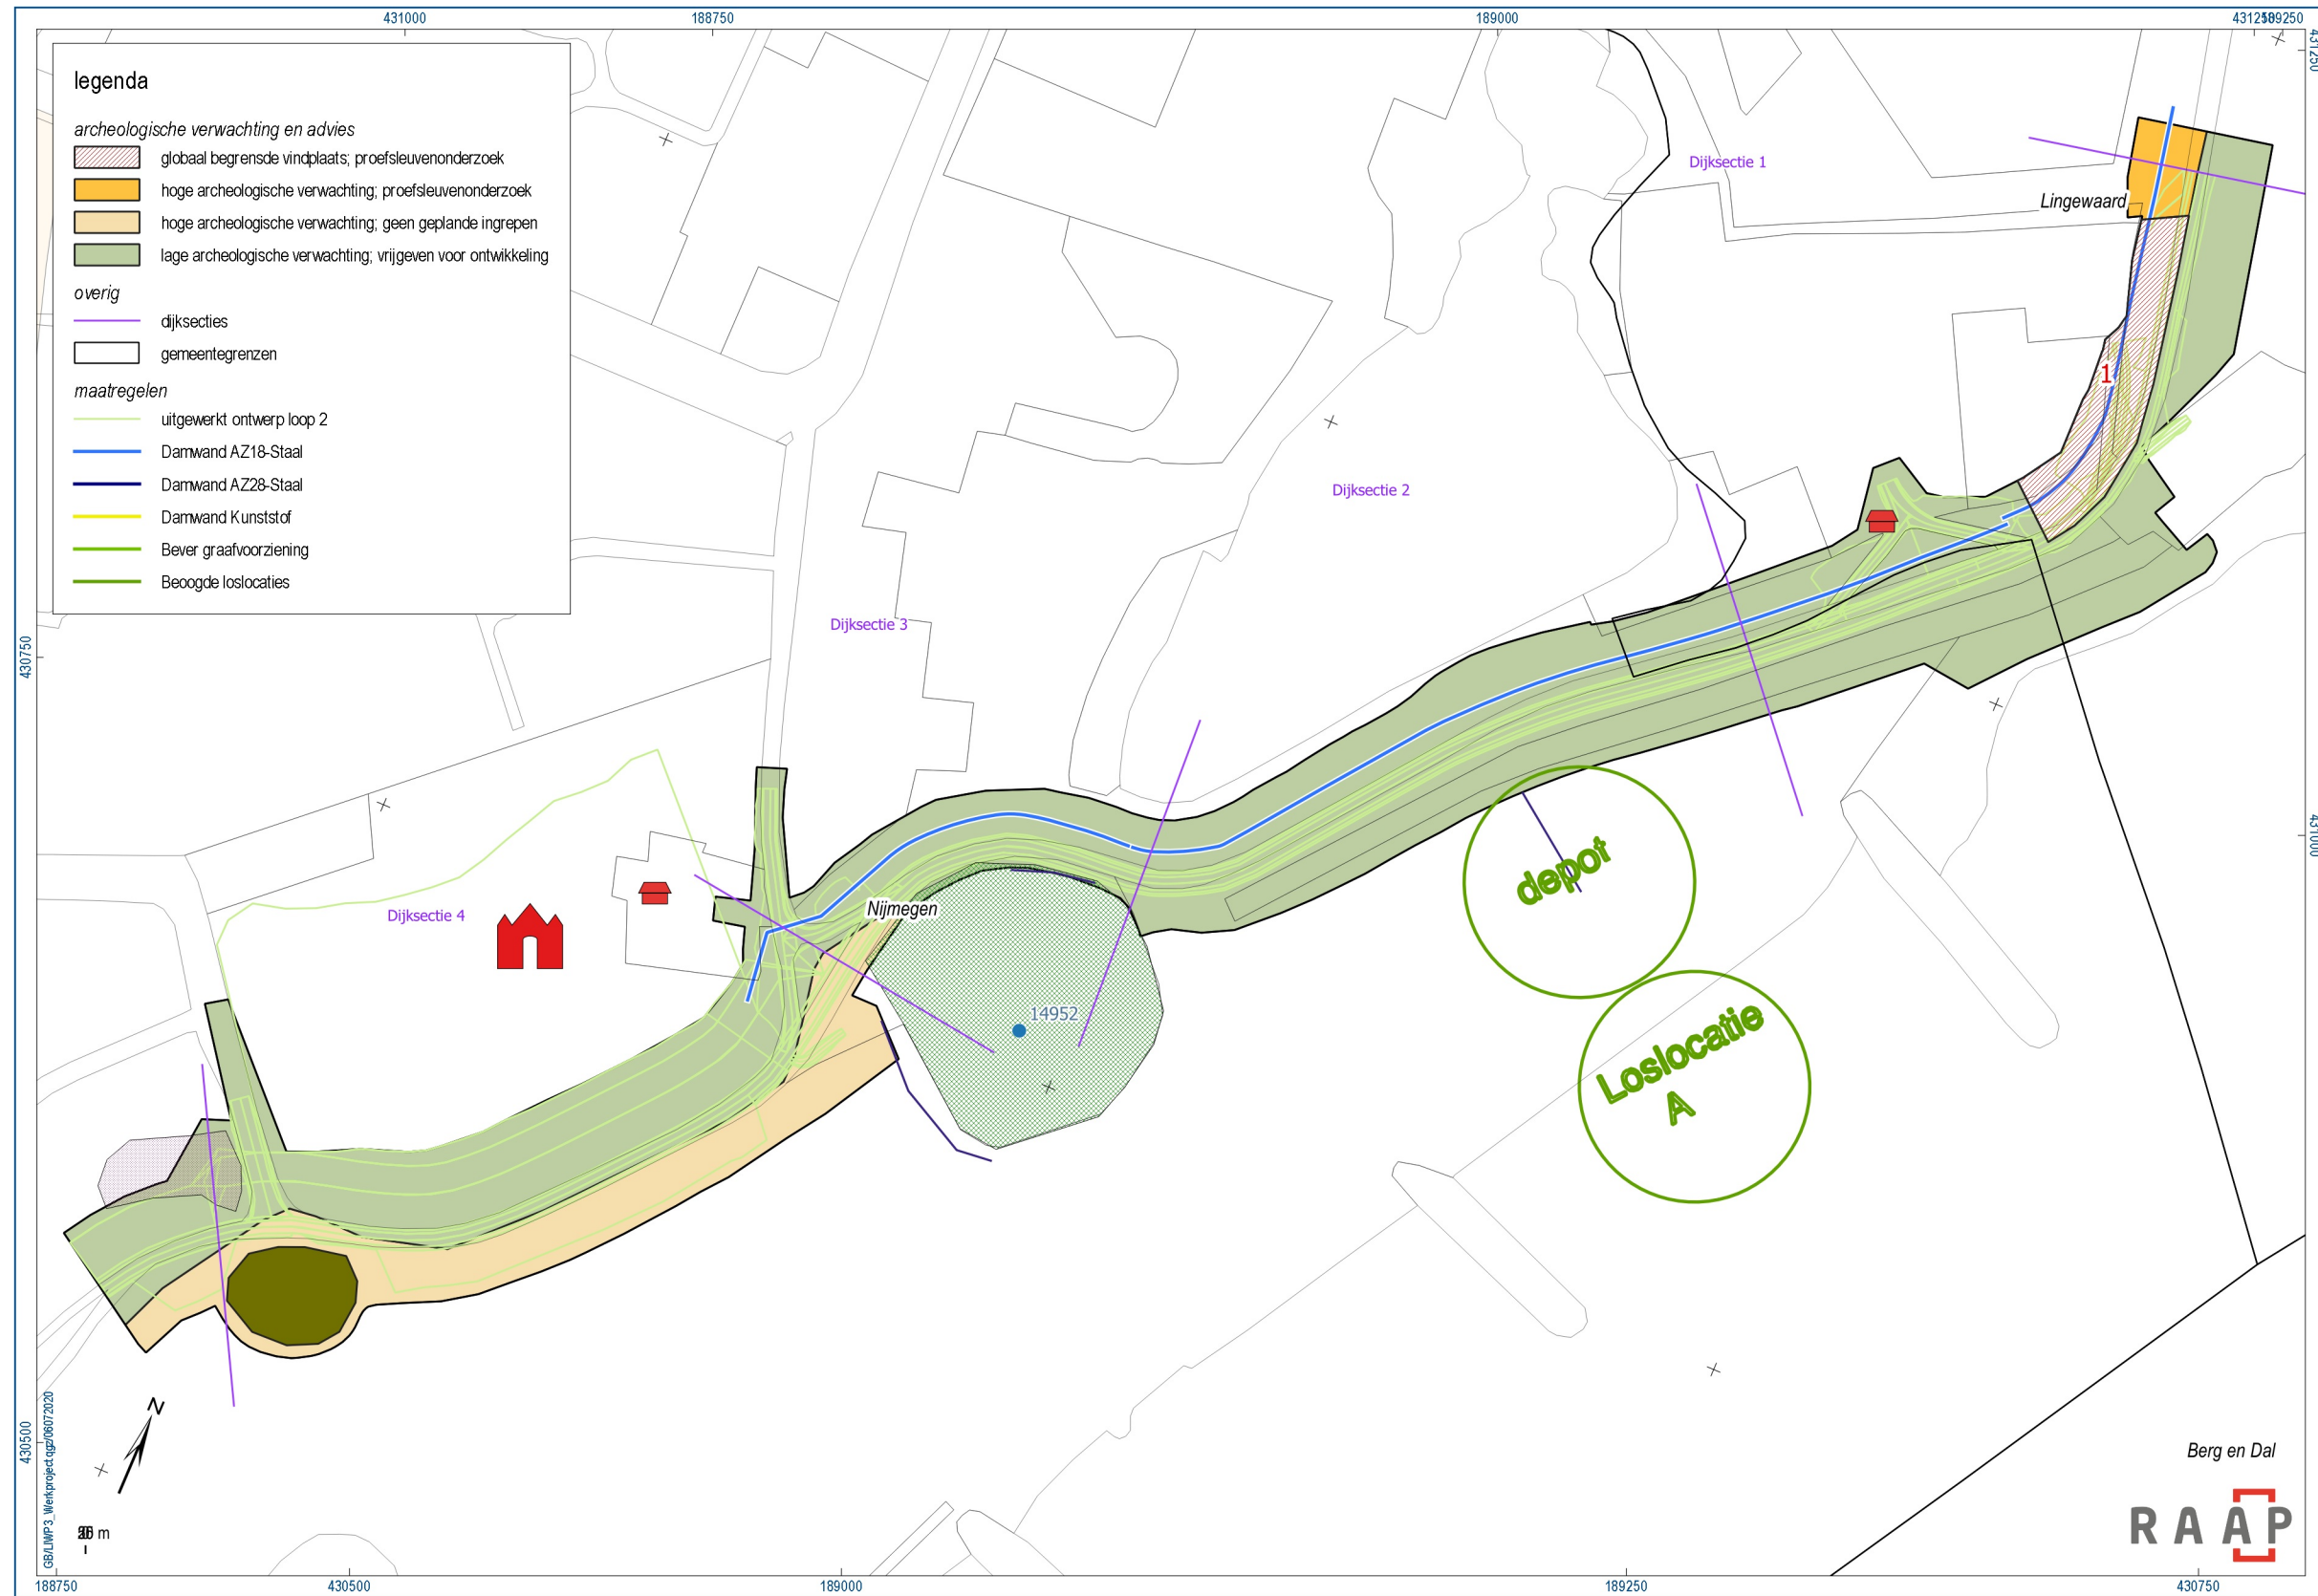 431000
188750
189000
189250
431250
legenda
archeologische verwachting en advies
globaal begrensde vindplaats; proefsleuvenonderzoek
hoge archeologische verwachting; proefsleuvenonderzoek
hoge archeologische verwachting; geen geplande ingrepen
lage archeologische verwachting; vrijgeven voor ontwikkeling
overig
dijksecties
gemeentegrenzen
maatregelen
uitgewerkt ontwerp loop 2
Damwand AZ18-Staal
Damwand AZ28-Staal
Damwand Kunststof
Bever graafvoorziening
Beoogde loslocaties
Dijksectie 1
Lingewaard
1
Dijksectie 2
Dijksectie 3
430750
431000
depot
Dijksectie 4
Nijmegen
14952
Loslocatie
A
N
430500
GB/LIWP3_Werkproject.qgz/06072020
Berg en Dal
RAAP
188750
430500
189000
189250
430750